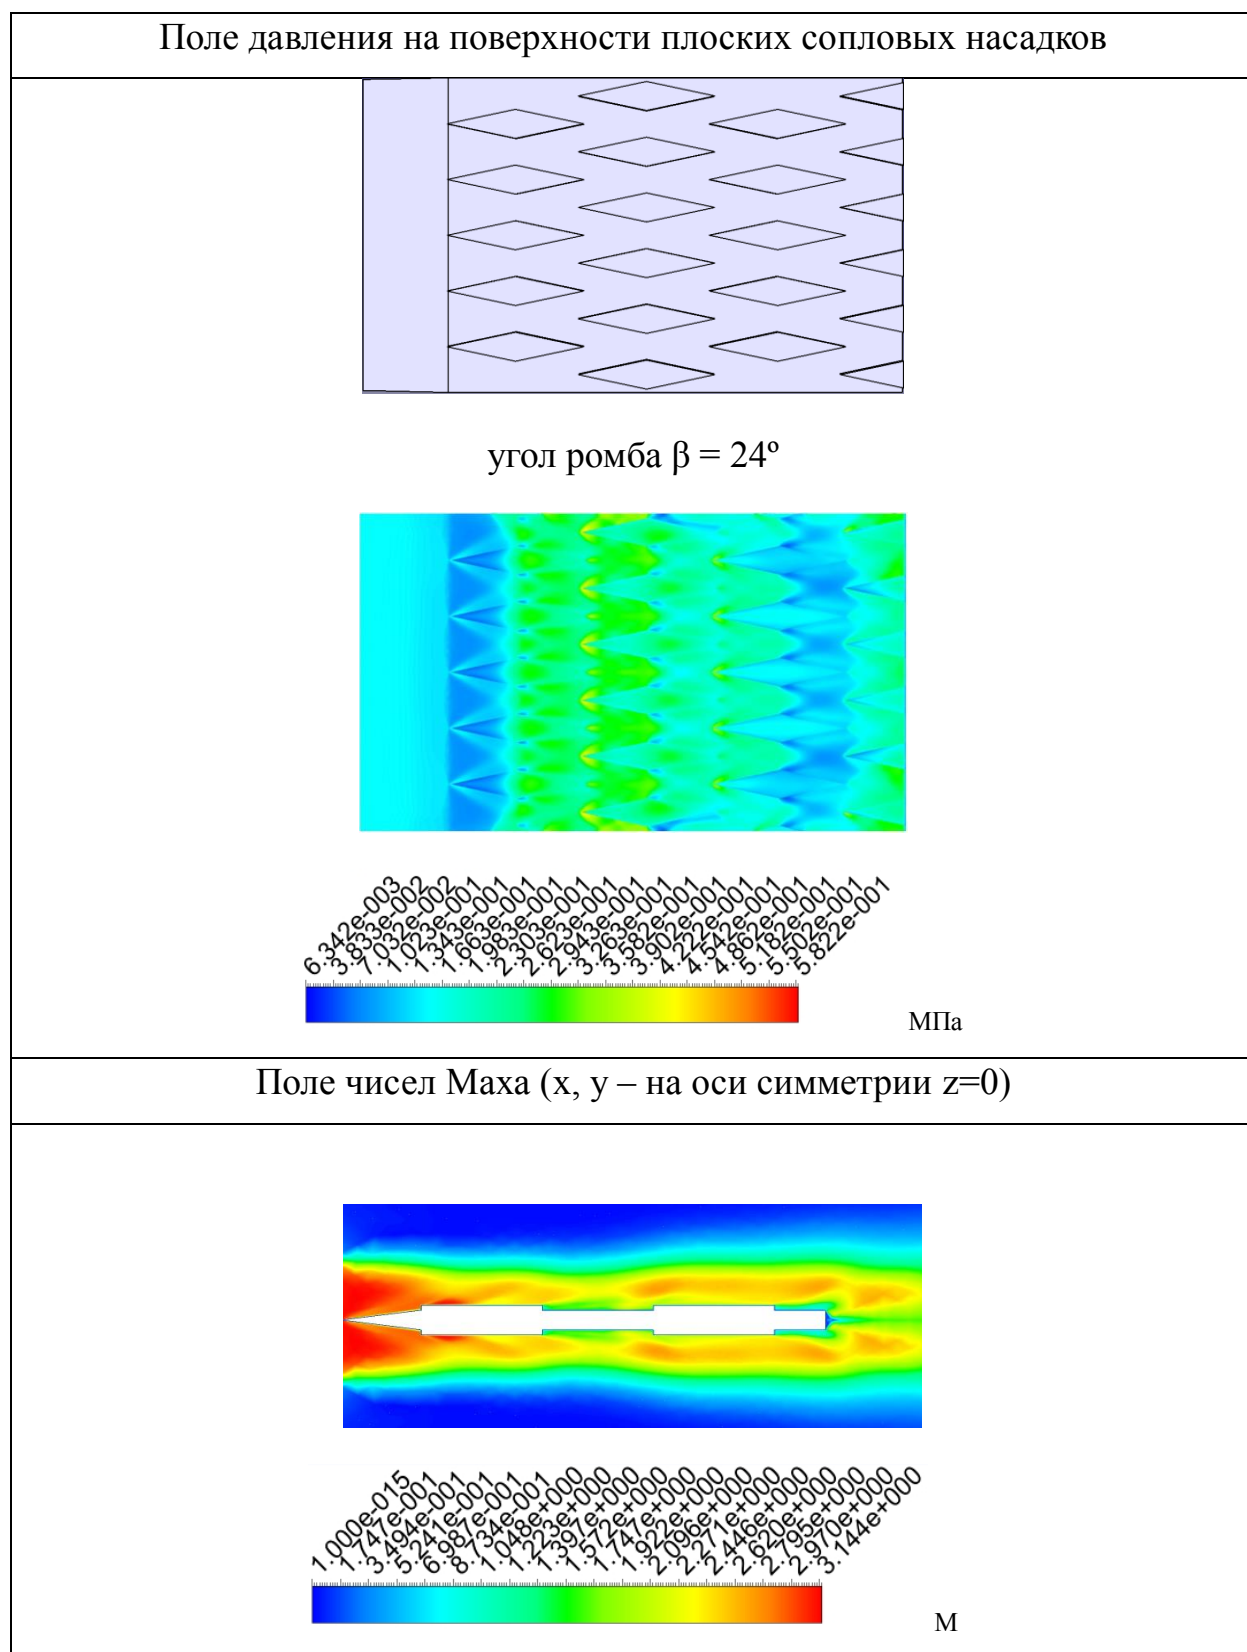 Поле давления на поверхности плоских сопловых насадков
угол ромба β = 24º
6.342e-003
3.833e-002
7.032e-002
1.023e-001
1.343e-001
1.663e-001
1.983e-001
2.303e-001
2.623e-001
2.943e-001
3.263e-001
3.582e-001
3.902e-001
4.222e-001
4.542e-001
4.862e-001
5.182e-001
5.502e-001
5.822e-001
МПа
Поле чисел Маха (x, y – на оси симметрии z=0)
1.000e-015
1.747e-001
3.494e-001
5.241e-001
6.987e-001
8.734e-001
1.048e+000
1.223e+000
1.397e+000
1.572e+000
1.747e+000
1.922e+000
2.096e+000
2.271e+000
2.446e+000
2.620e+000
2.795e+000
2.970e+000
3.144e+000
М